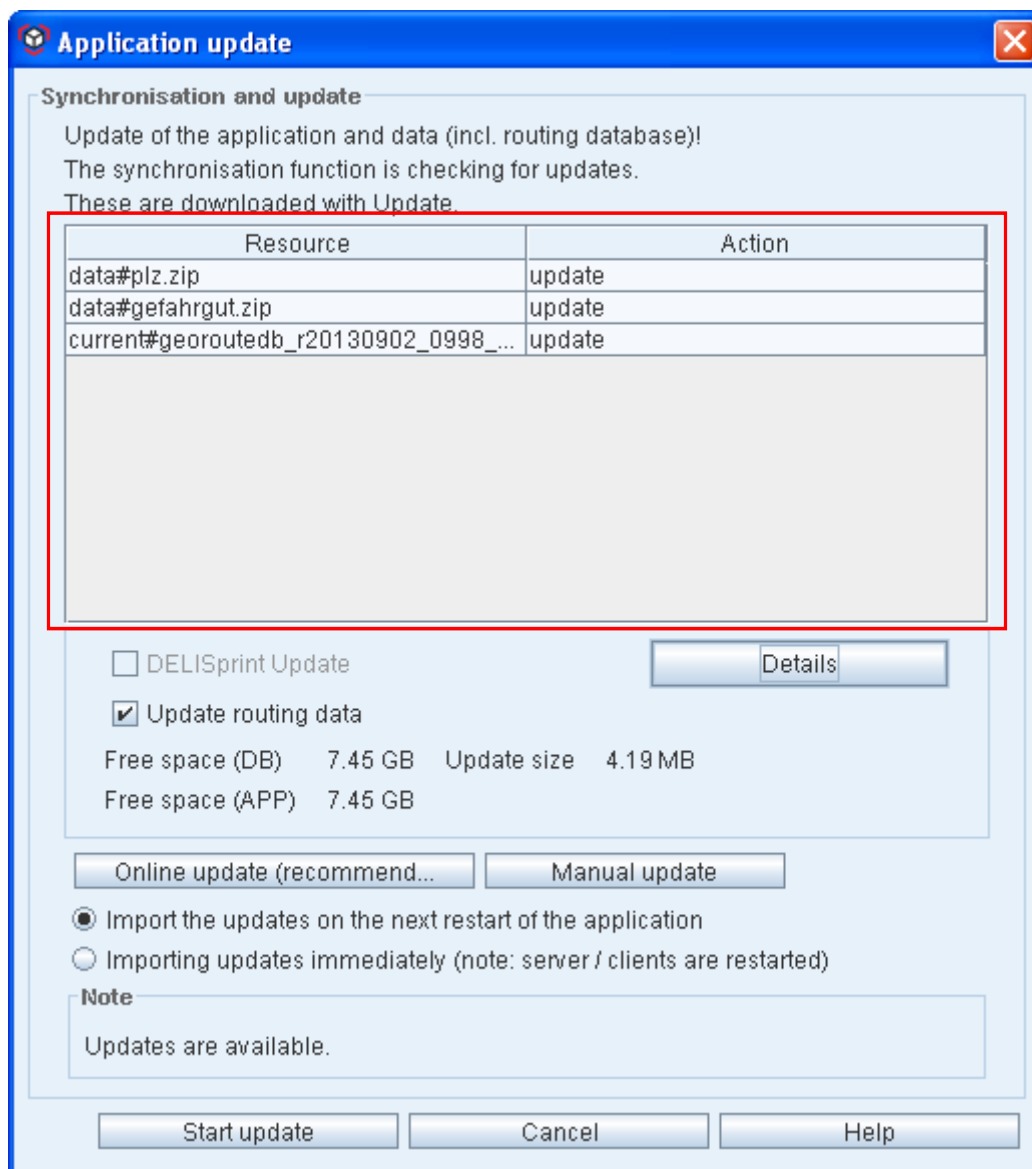 Application update
Synchronisation and update
Update of the application and data (incl. routing database)!
The synchronisation function is checking for updates.
These are downloaded with Update.
Resource Action
data#plz.zip update
data#gefahrgut.zip update
current#georoutedb_r20130902_0998_... update
DELISprint Update Details
Update routing data
Free space (DB) 7.45 GB Update size 4.19 MB
Free space (APP) 7.45 GB
Online update (recommend... Manual update
Import the updates on the next restart of the application
Importing updates immediately (note: server / clients are restarted)
Note
Updates are available.
Start update Cancel Help